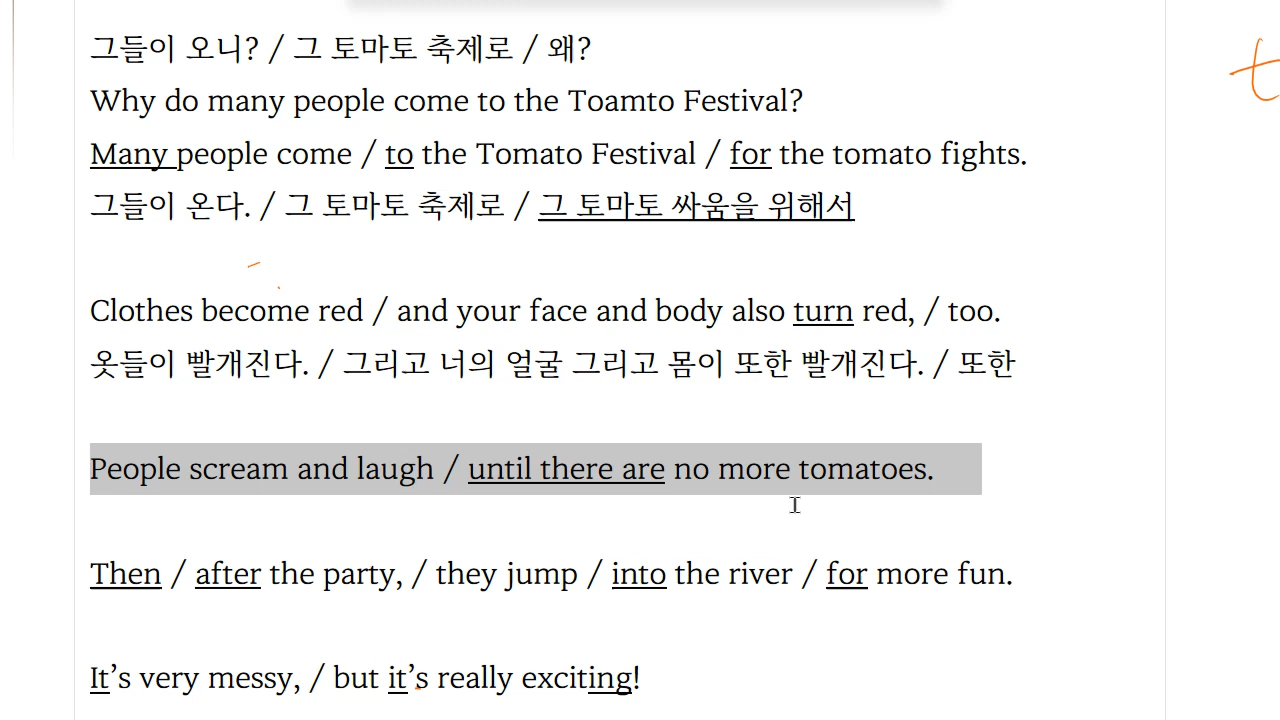 그들이 오니? / 그 토마토 축제로 / 왜?
Why do many people come to the Toamto Festival?
Many people come / to the Tomato Festival / for the tomato fights.
그들이 온다. / 그 토마토 축제로 / 그 토마토 싸움을 위해서
Clothes become red / and your face and body also turn red, / too.
옷들이 빨개진다. / 그리고 너의 얼굴 그리고 몸이 또한 빨개진다. / 또한
People scream and laugh / until there are no more tomatoes.
Then / after the party, / they jump / into the river / for more fun.
It’s very messy, / but it’s really exciting!